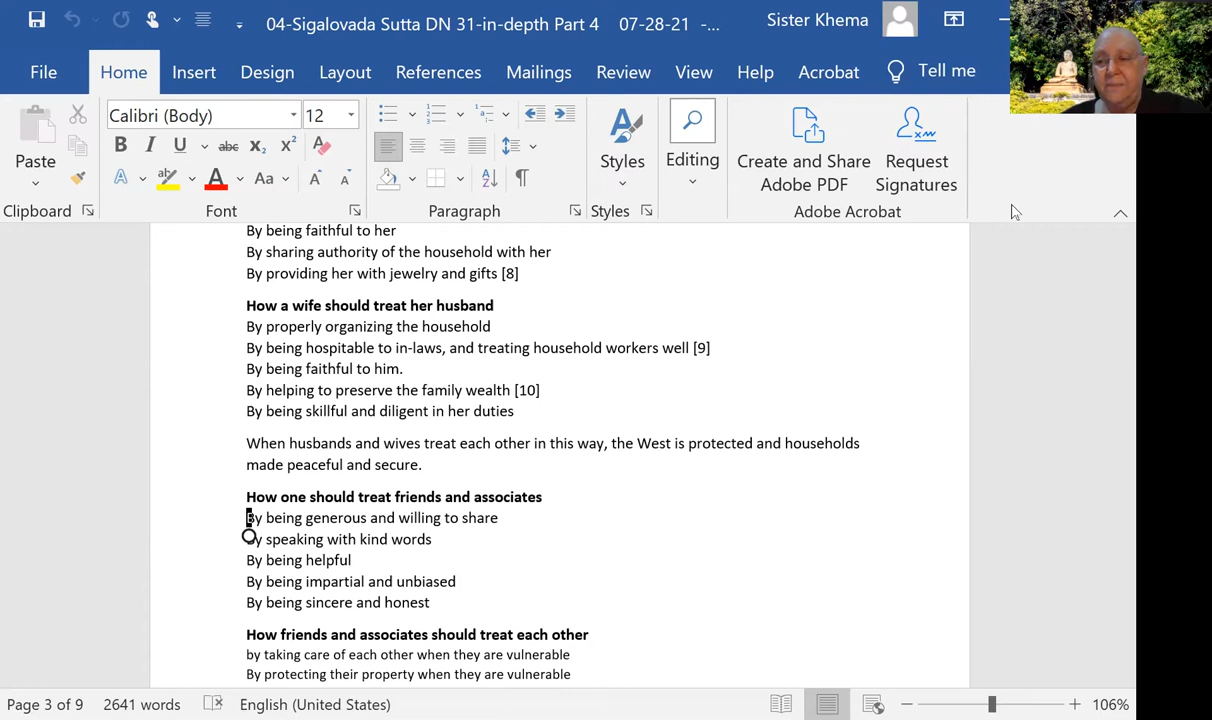 04-Sigalovada Sutta DN 31-in-depth Part 4 07-28-21 -...
Sister Khema
File Home Insert Design Layout References Mailings Review View Help Acrobat Tell me
Calibri (Body) 12
Paste
B I U abc X₂ X²
A ab A Aa A A
Styles
Editing
Create and Share Adobe PDF
Request Signatures
Clipboard Font Paragraph Styles Adobe Acrobat
By being faithful to her
By sharing authority of the household with her
By providing her with jewelry and gifts [8]
How a wife should treat her husband
By properly organizing the household
By being hospitable to in-laws, and treating household workers well [9]
By being faithful to him.
By helping to preserve the family wealth [10]
By being skillful and diligent in her duties
When husbands and wives treat each other in this way, the West is protected and households
made peaceful and secure.
How one should treat friends and associates
By being generous and willing to share
By speaking with kind words
By being helpful
By being impartial and unbiased
By being sincere and honest
How friends and associates should treat each other
by taking care of each other when they are vulnerable
By protecting their property when they are vulnerable
Page 3 of 9 2641 words English (United States) 106%